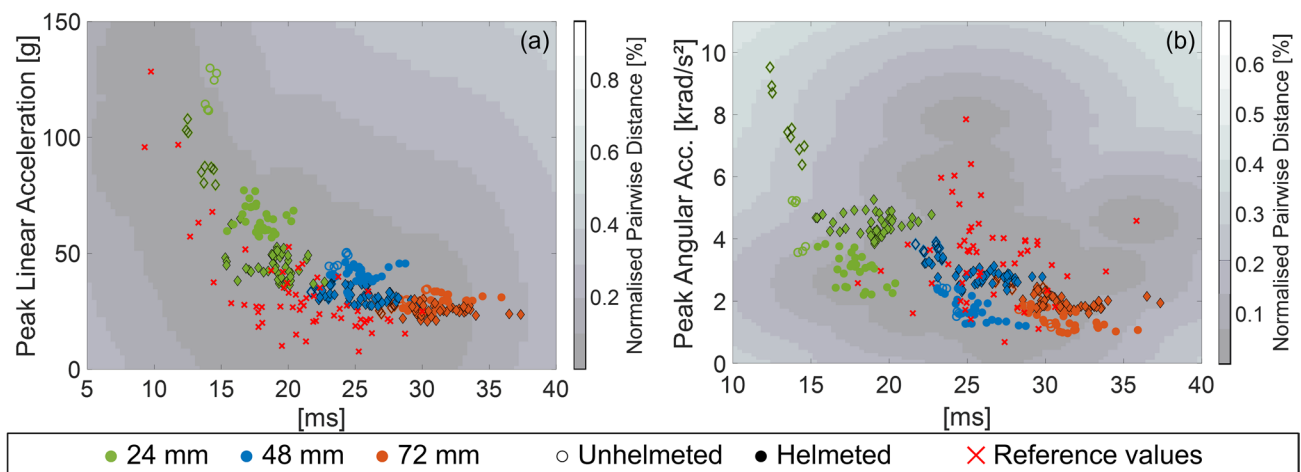 Peak Linear Acceleration [g]
150
100
50
0
5 10 15 20 25 30 35 40
[ms]
(a)
Normalised Pairwise Distance [%]
0.8
0.6
0.4
0.2
Peak Angular Acc. [krad/s²]
10
8
6
4
2
0
10 15 20 25 30 35 40
[ms]
(b)
Normalised Pairwise Distance [%]
0.6
0.5
0.4
0.3
0.2
0.1
24 mm 48 mm 72 mm Unhelmeted Helmeted Reference values